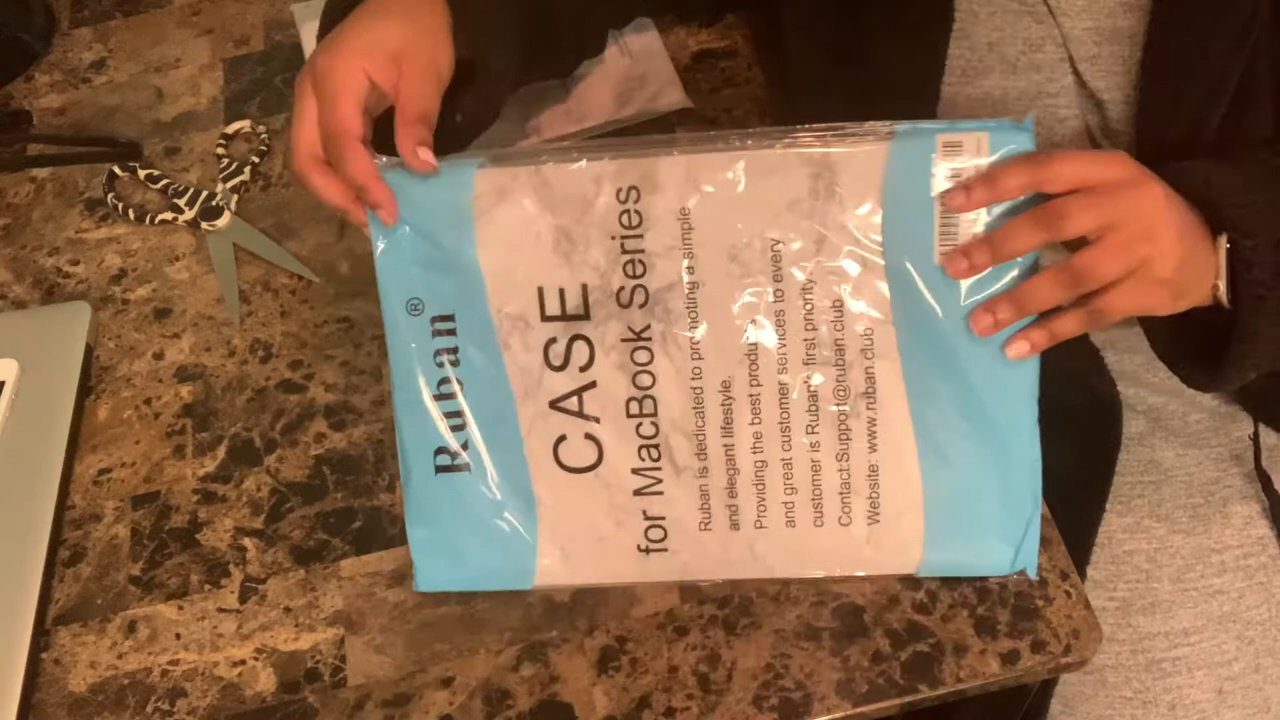 Ruban®
CASE
for MacBook Series
Ruban is dedicated to promoting a simple
and elegant lifestyle.
Providing the best products
and great customer services to every
customer is Ruban's first priority.
Contact:Support@ruban.club
Website: www.ruban.club